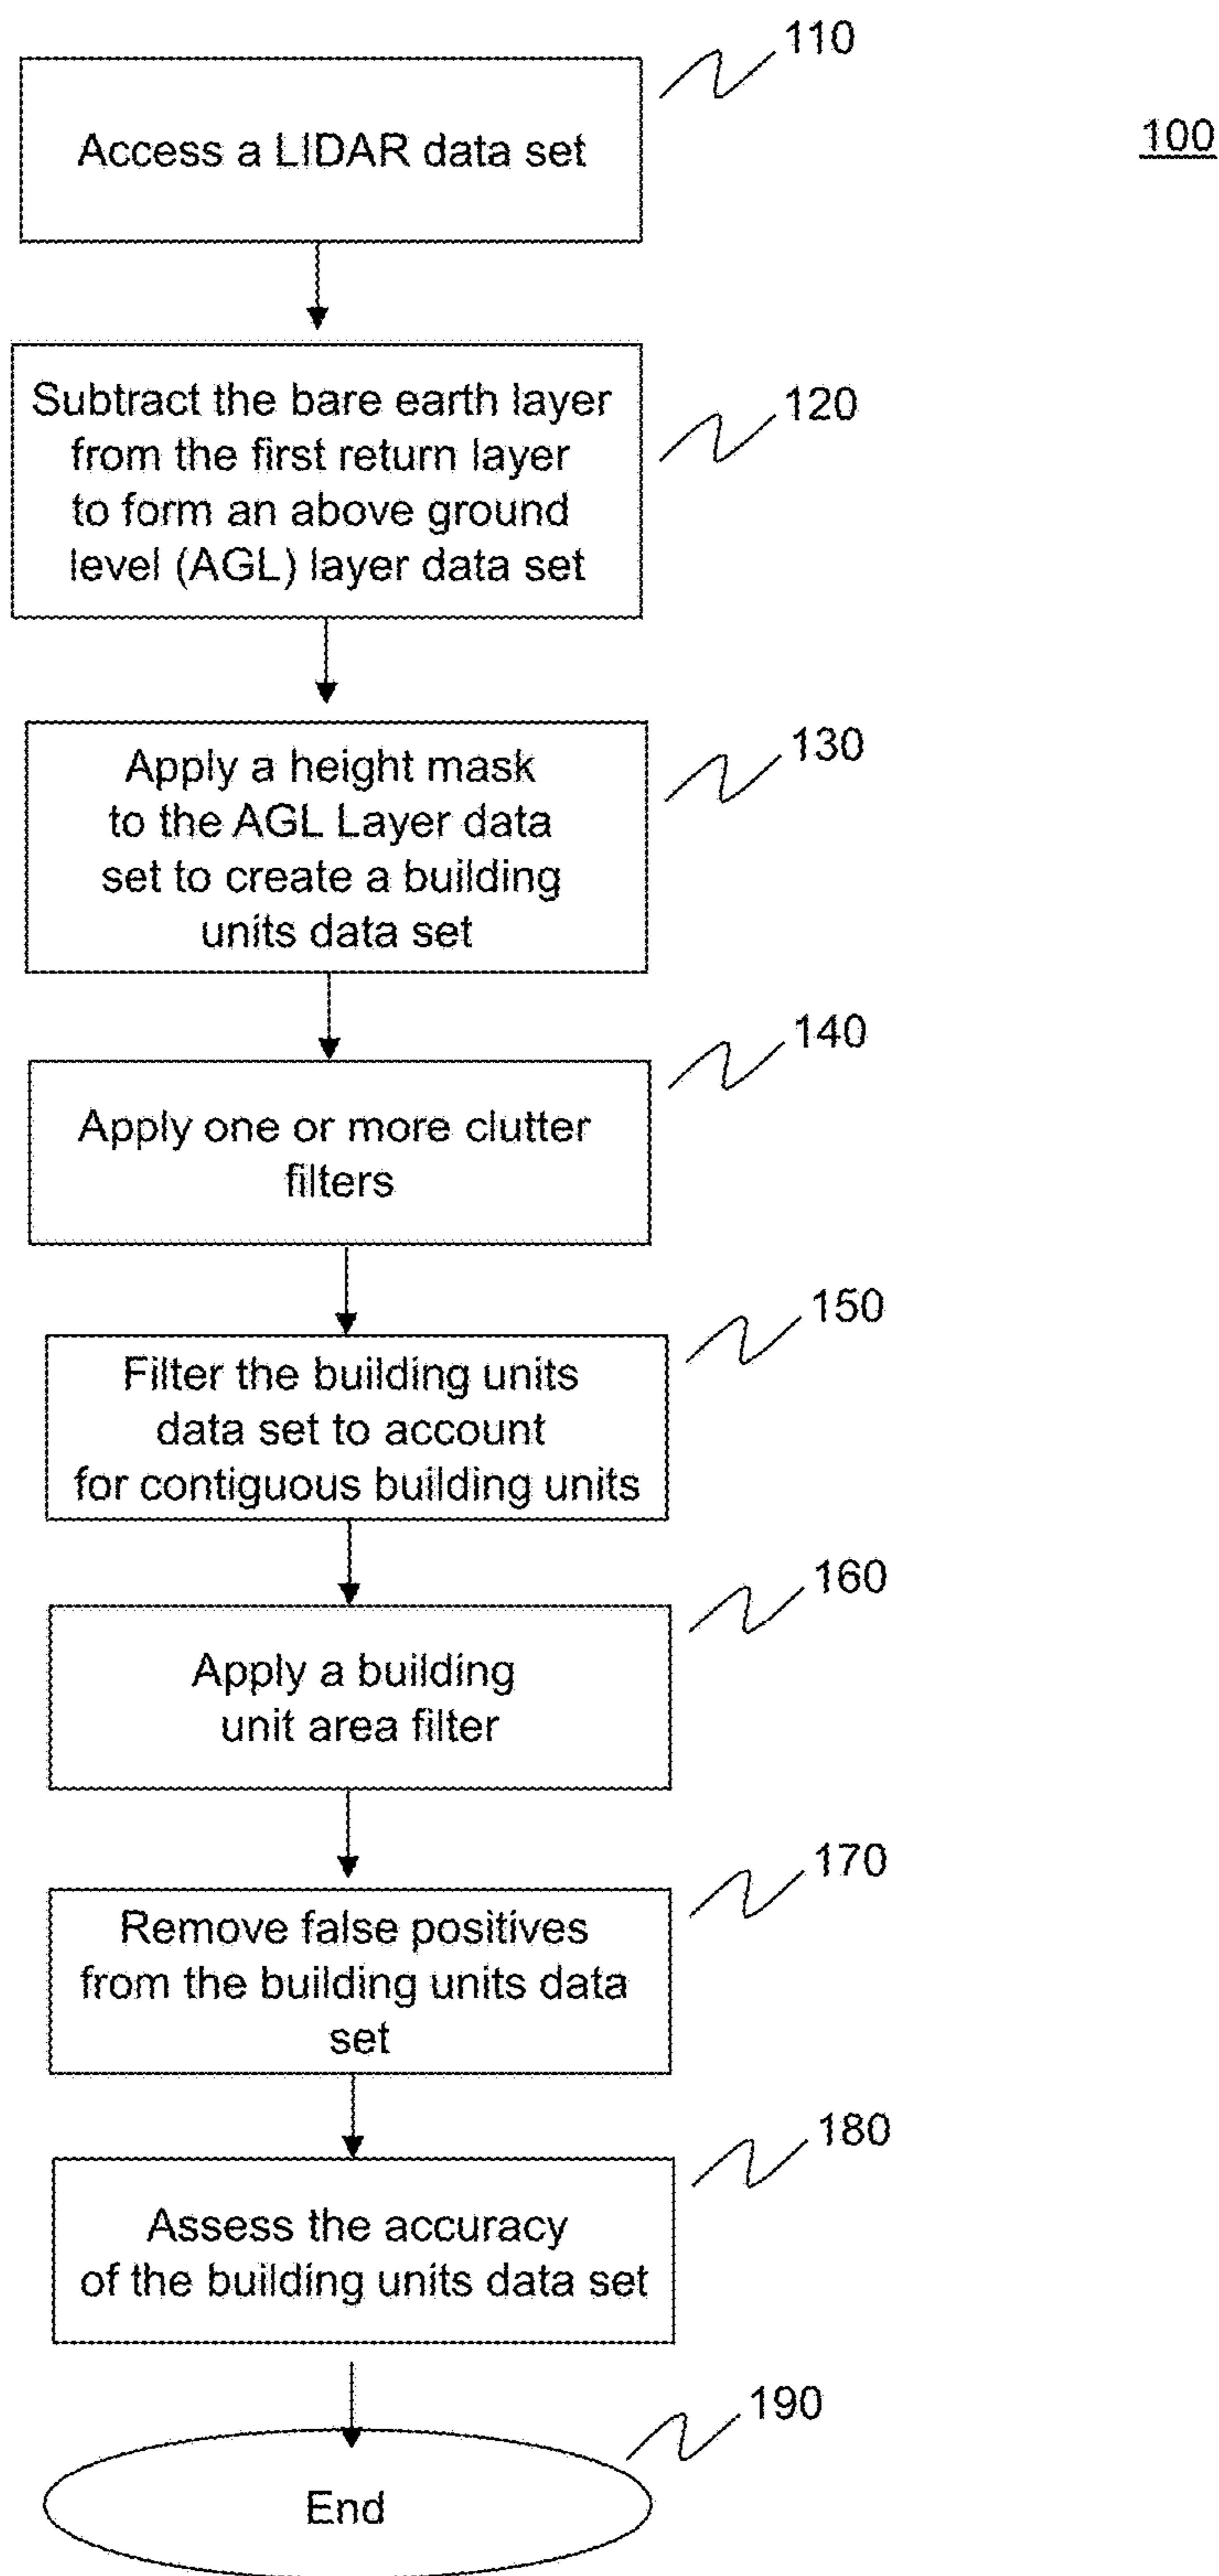 110
100
Access a LIDAR data set
Subtract the bare earth layer
from the first return layer
to form an above ground
level (AGL) layer data set
120
Apply a height mask
to the AGL Layer data
set to create a building
units data set
130
140
Apply one or more clutter
filters
150
Filter the building units
data set to account
for contiguous building units
160
Apply a building
unit area filter
170
Remove false positives
from the building units data
set
180
Assess the accuracy
of the building units data set
190
End